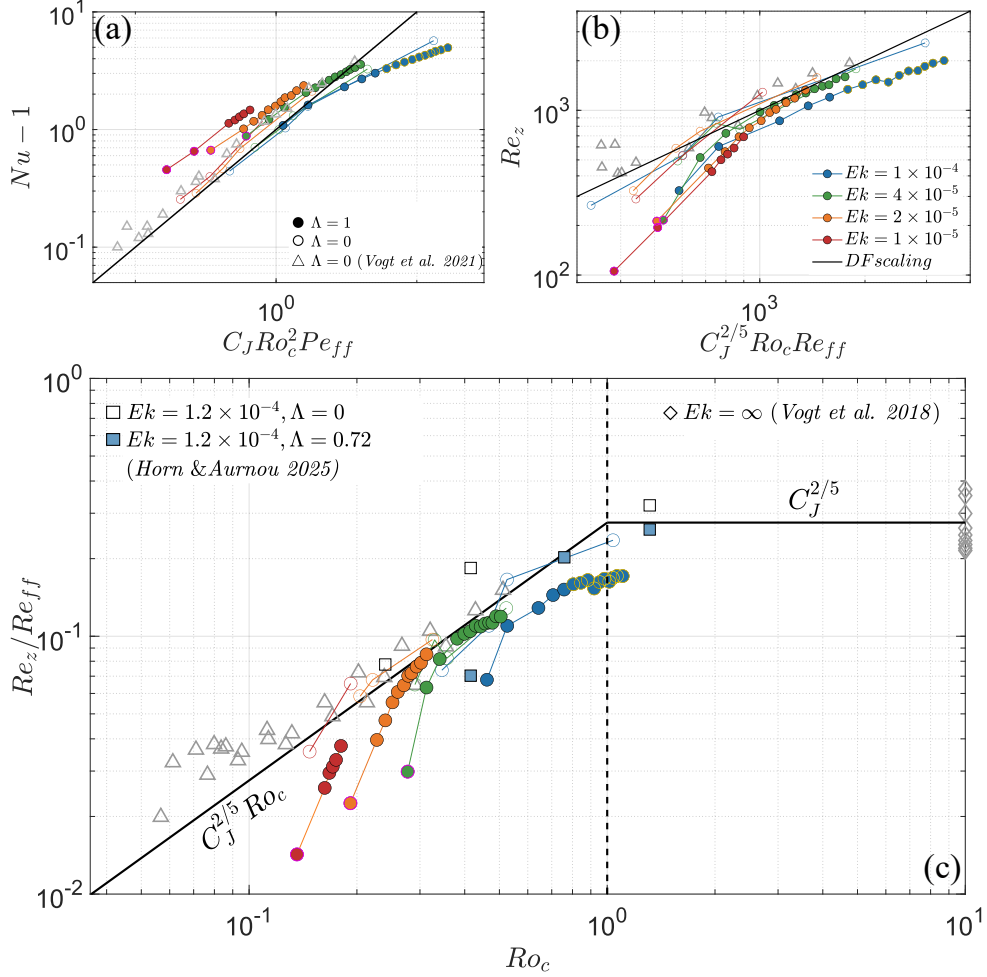 (a)
10^1
10^0
10^-1
Nu − 1
Λ = 1
Λ = 0
Λ = 0 (Vogt et al. 2021)
10^0
C_J Ro_c^2 Pe_ff
(b)
10^3
10^2
Re_z
Ek = 1 × 10^-4
Ek = 4 × 10^-5
Ek = 2 × 10^-5
Ek = 1 × 10^-5
DF scaling
10^3
C_J^{2/5} Ro_c Re_ff
10^0
10^-1
10^-2
Re_z/Re_ff
Ek = 1.2 × 10^-4, Λ = 0
Ek = 1.2 × 10^-4, Λ = 0.72
(Horn & Aurnou 2025)
Ek = ∞ (Vogt et al. 2018)
C_J^{2/5}
C_J^{2/5} Ro_c
(c)
10^-1
10^0
10^1
Ro_c